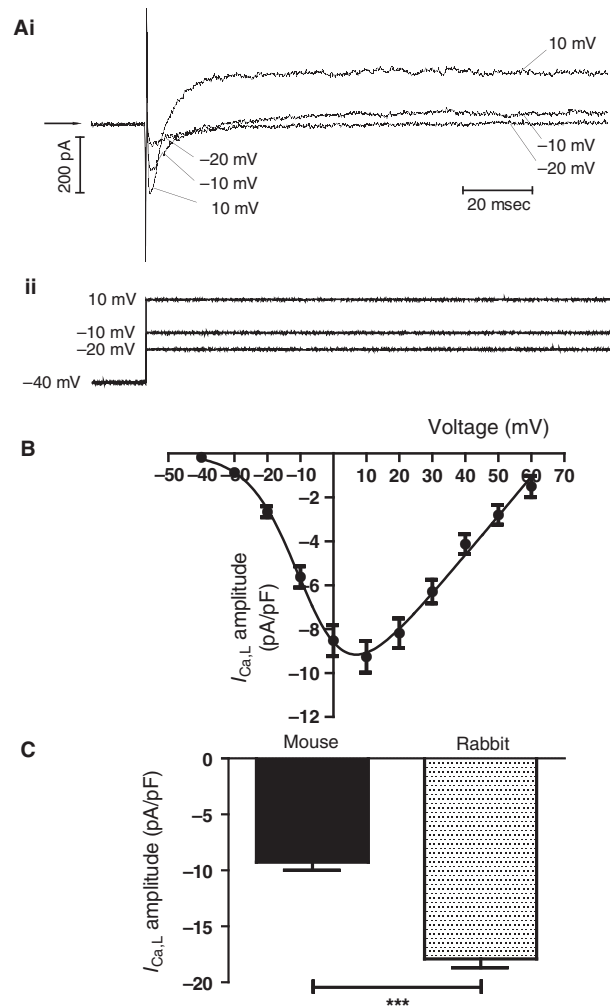 Ai
10 mV
–20 mV
–10 mV
10 mV
–10 mV
–20 mV
200 pA
20 msec
ii
10 mV
–10 mV
–20 mV
–40 mV
B
Voltage (mV)
–50 –40 –30 –20 –10 10 20 30 40 50 60 70
–2
–4
–6
–8
–10
–12
I Ca,L amplitude
(pA/pF)
C
Mouse Rabbit
0
–5
–10
–15
–20
I Ca,L amplitude (pA/pF)
***